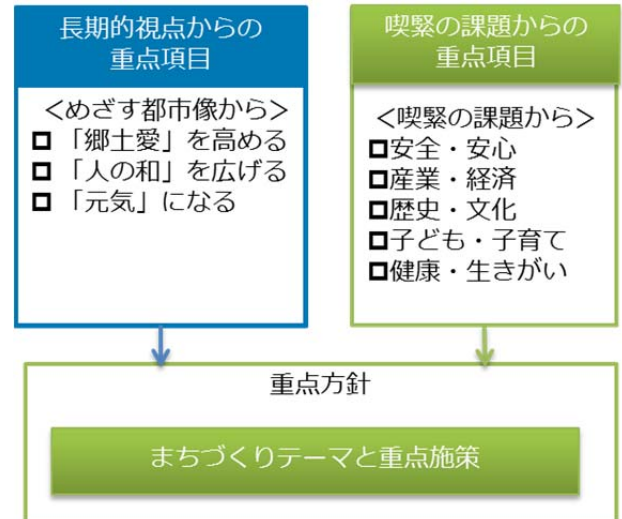 長期的視点からの
重点項目
＜めざす都市像から＞
□ 「郷土愛」を高める
□ 「人の和」を広げる
□ 「元気」になる
喫緊の課題からの
重点項目
＜喫緊の課題から＞
□安全・安心
□産業・経済
□歴史・文化
□子ども・子育て
□健康・生きがい
重点方針
まちづくりテーマと重点施策